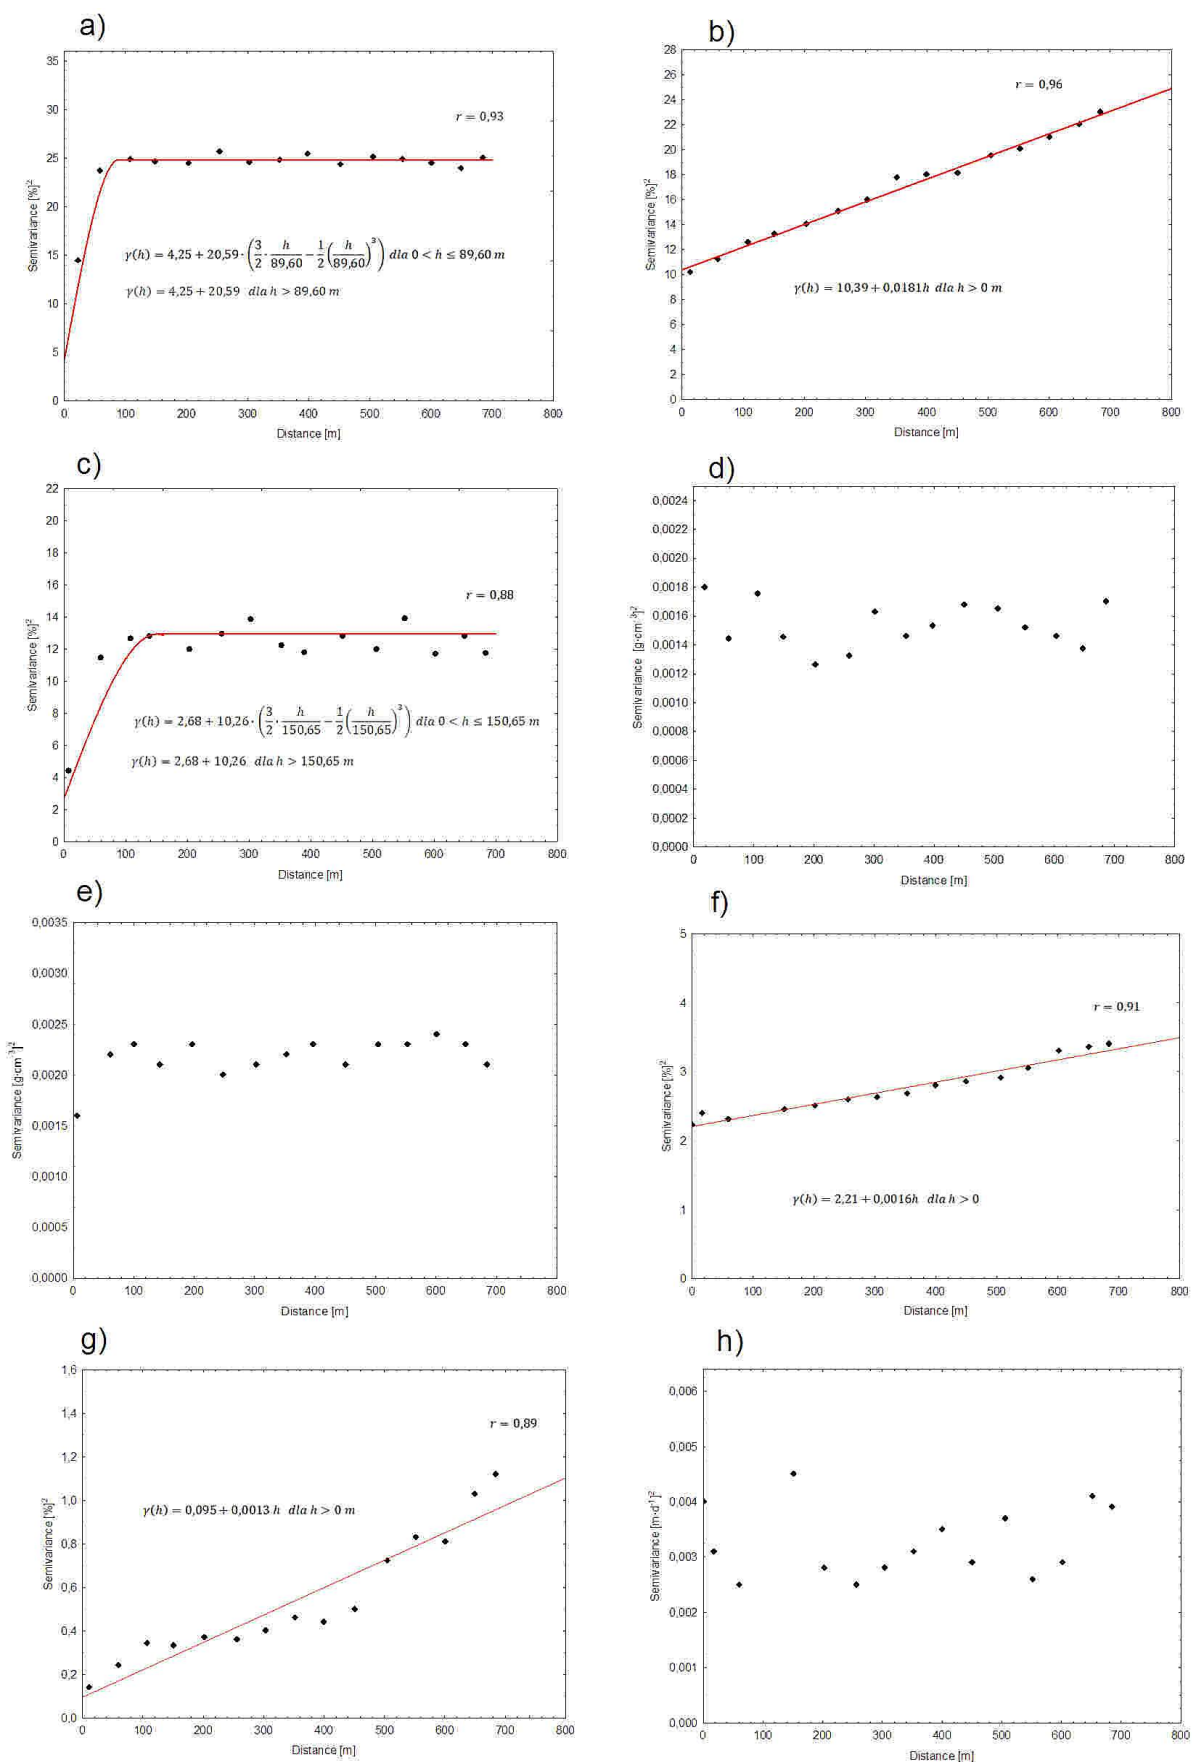 a)
35
30
25
20
15
10
5
0
Semivariance [%]²
r = 0,93
γ(h) = 4,25 + 20,59 · (3/2 · h/89,60 − 1/2 (h/89,60)³) dla 0 < h ≤ 89,60 m
γ(h) = 4,25 + 20,59 dla h > 89,60 m
0 100 200 300 400 500 600 700 800
Distance [m]
b)
28
26
24
22
20
18
16
14
12
10
8
6
4
2
0
Semivariance [%]²
r = 0,96
γ(h) = 10,39 + 0,0181h dla h > 0 m
0 100 200 300 400 500 600 700 800
Distance [m]
c)
22
20
18
16
14
12
10
8
6
4
2
0
Semivariance [%]²
r = 0,88
γ(h) = 2,68 + 10,26 · (3/2 · h/150,65 − 1/2 (h/150,65)³) dla 0 < h ≤ 150,65 m
γ(h) = 2,68 + 10,26 dla h > 150,65 m
0 100 200 300 400 500 600 700 800
Distance [m]
d)
0,0024
0,0022
0,0020
0,0018
0,0016
0,0014
0,0012
0,0010
0,0008
0,0006
0,0004
0,0002
0,0000
Semivariance [g·cm⁻³]²
0 100 200 300 400 500 600 700 800
Distance [m]
e)
0,0035
0,0030
0,0025
0,0020
0,0015
0,0010
0,0005
0,0000
Semivariance [g·cm⁻³]²
0 100 200 300 400 500 600 700 800
Distance [m]
f)
5
4
3
2
1
0
Semivariance [%]²
r = 0,91
γ(h) = 2,21 + 0,0016h dla h > 0
0 100 200 300 400 500 600 700 800
Distance [m]
g)
1,6
1,4
1,2
1,0
0,8
0,6
0,4
0,2
0,0
Semivariance [%]²
r = 0,89
γ(h) = 0,095 + 0,0013 h dla h > 0 m
0 100 200 300 400 500 600 700 800
Distance [m]
h)
0,006
0,005
0,004
0,003
0,002
0,001
0,000
Semivariance [m·d⁻¹]²
0 100 200 300 400 500 600 700 800
Distance [m]